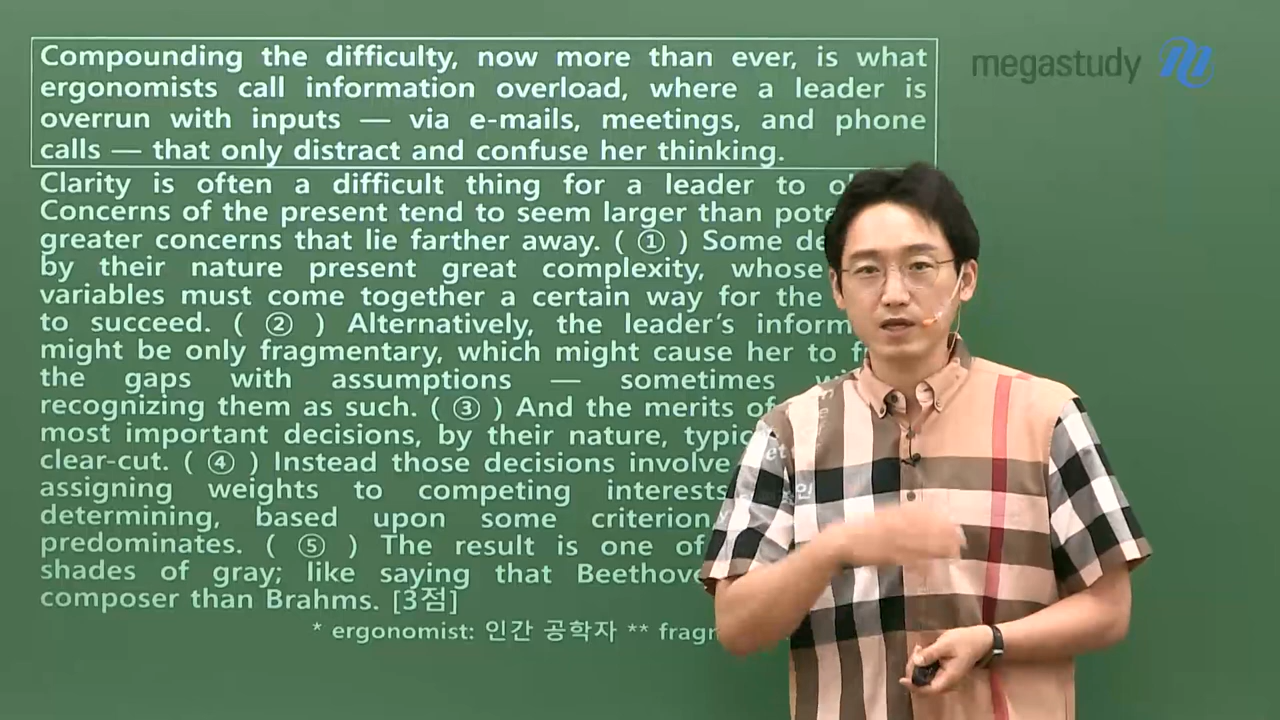 megastudy
Compounding the difficulty, now more than ever, is what
ergonomists call information overload, where a leader is
overrun with inputs — via e-mails, meetings, and phone
calls — that only distract and confuse her thinking.
Clarity is often a difficult thing for a leader to
Concerns of the present tend to seem larger than
greater concerns that lie farther away. ( ① ) Some
by their nature present great complexity, whose
variables must come together a certain way for the
to succeed. ( ② ) Alternatively, the leader's
might be only fragmentary, which might cause her to
the gaps with assumptions — sometimes
recognizing them as such. ( ③ ) And the merits of
most important decisions, by their nature,
clear-cut. ( ④ ) Instead those decisions involve
assigning weights to competing interests
determining, based upon some criterion,
predominates. ( ⑤ ) The result is one of
shades of gray; like saying that
composer than Brahms. [3점]
* ergonomist: 인간 공학자 **